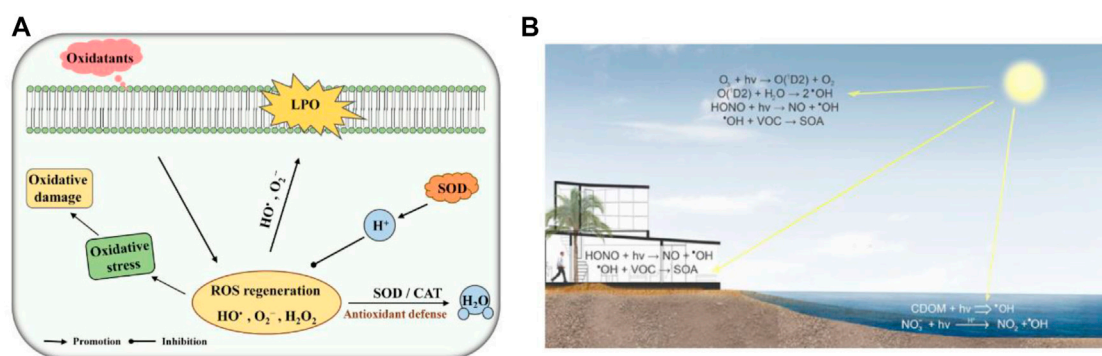 A
Oxidatants
LPO
Oxidative
damage
HO•, O₂⁻
SOD
H⁺
Oxidative
stress
ROS regeneration
HO•, O₂⁻, H₂O₂
SOD / CAT
Antioxidant defense
H₂O
Promotion
Inhibition
B
O₃ + hν → O(¹D2) + O₂
O(¹D2) + H₂O → 2 •OH
HONO + hν → NO + •OH
•OH + VOC → SOA
HONO + hν → NO + •OH
•OH + VOC → SOA
CDOM + hν ⇒ •OH
NO₂⁻ + hν —H⁺→ NO₂ + •OH